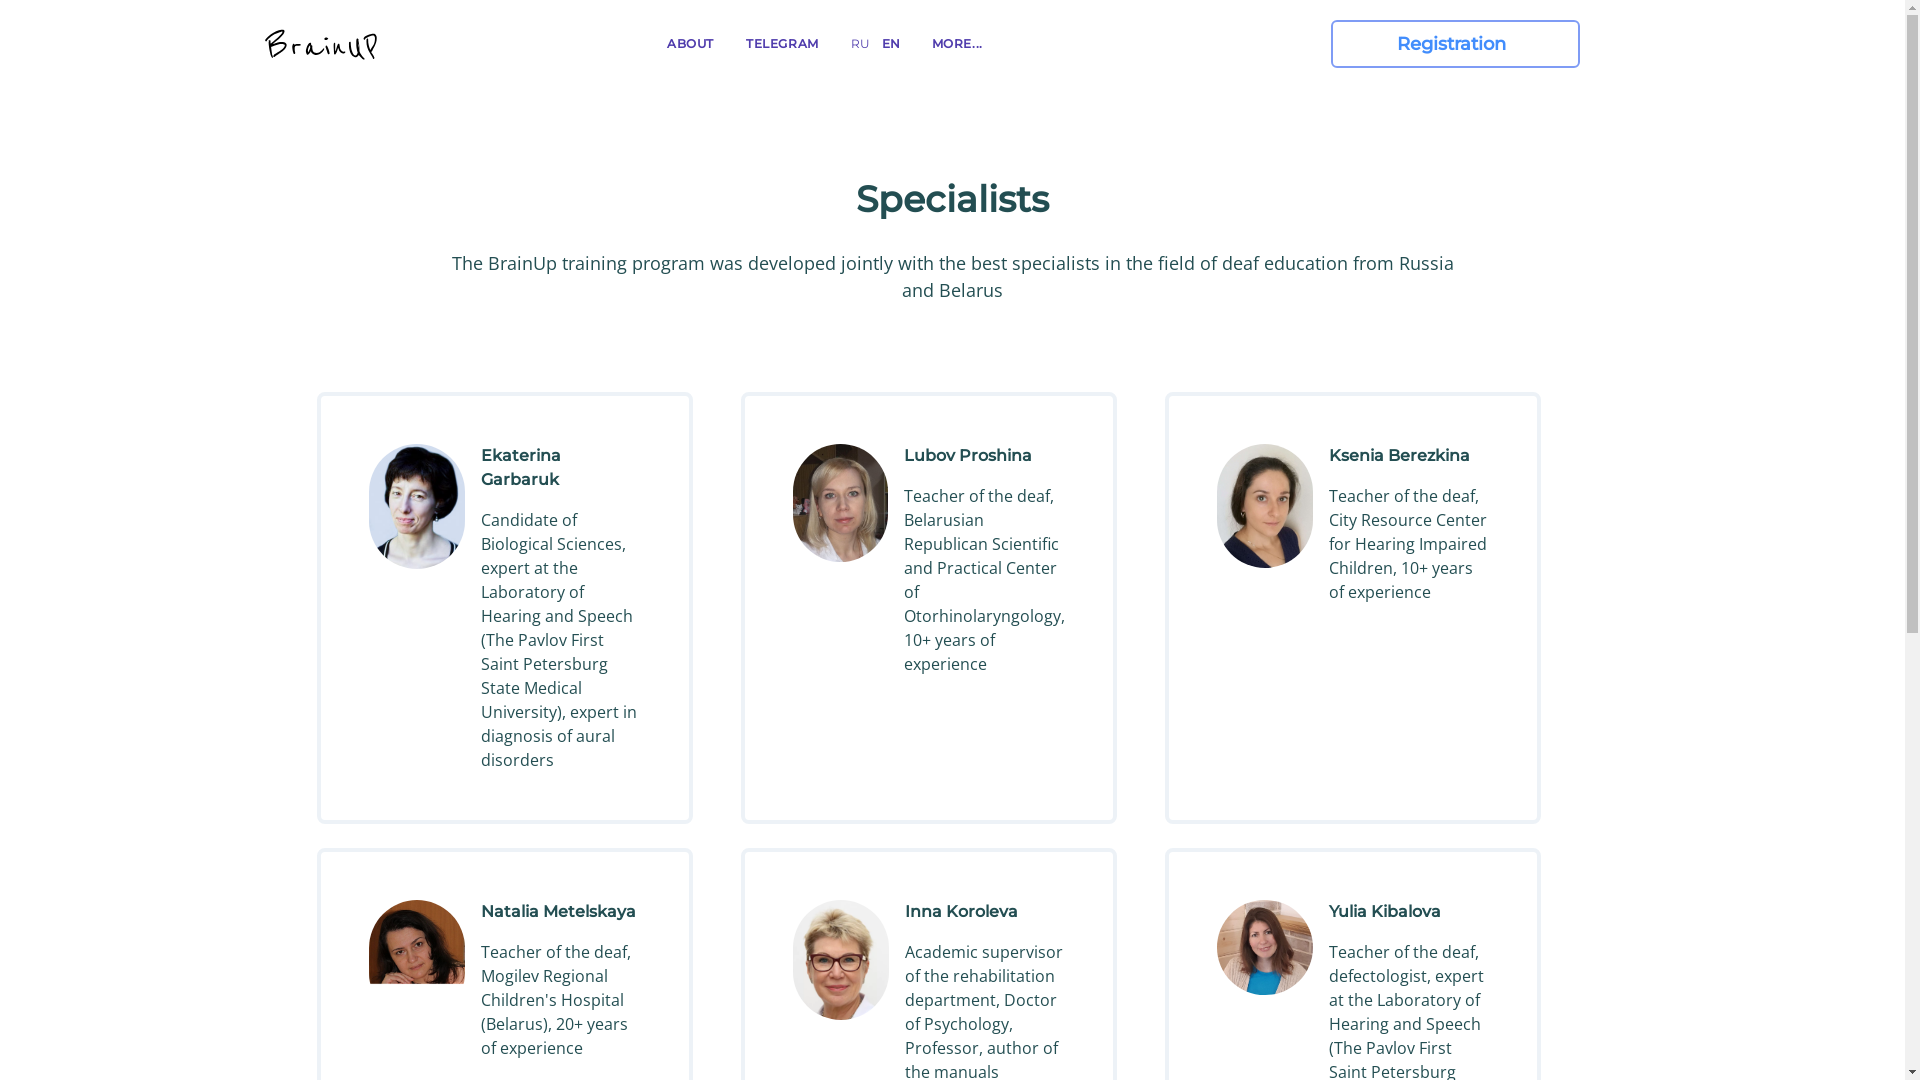 BrainUP
ABOUT
TELEGRAM
RU
EN
MORE...
Registration
Specialists
The BrainUp training program was developed jointly with the best specialists in the field of deaf education from Russia
and Belarus
Ekaterina
Garbaruk
Candidate of
Biological Sciences,
expert at the
Laboratory of
Hearing and Speech
(The Pavlov First
Saint Petersburg
State Medical
University), expert in
diagnosis of aural
disorders
Lubov Proshina
Teacher of the deaf,
Belarusian
Republican Scientific
and Practical Center
of
Otorhinolaryngology,
10+ years of
experience
Ksenia Berezkina
Teacher of the deaf,
City Resource Center
for Hearing Impaired
Children, 10+ years
of experience
Natalia Metelskaya
Teacher of the deaf,
Mogilev Regional
Children's Hospital
(Belarus), 20+ years
of experience
Inna Koroleva
Academic supervisor
of the rehabilitation
department, Doctor
of Psychology,
Professor, author of
the manuals
Yulia Kibalova
Teacher of the deaf,
defectologist, expert
at the Laboratory of
Hearing and Speech
(The Pavlov First
Saint Petersburg